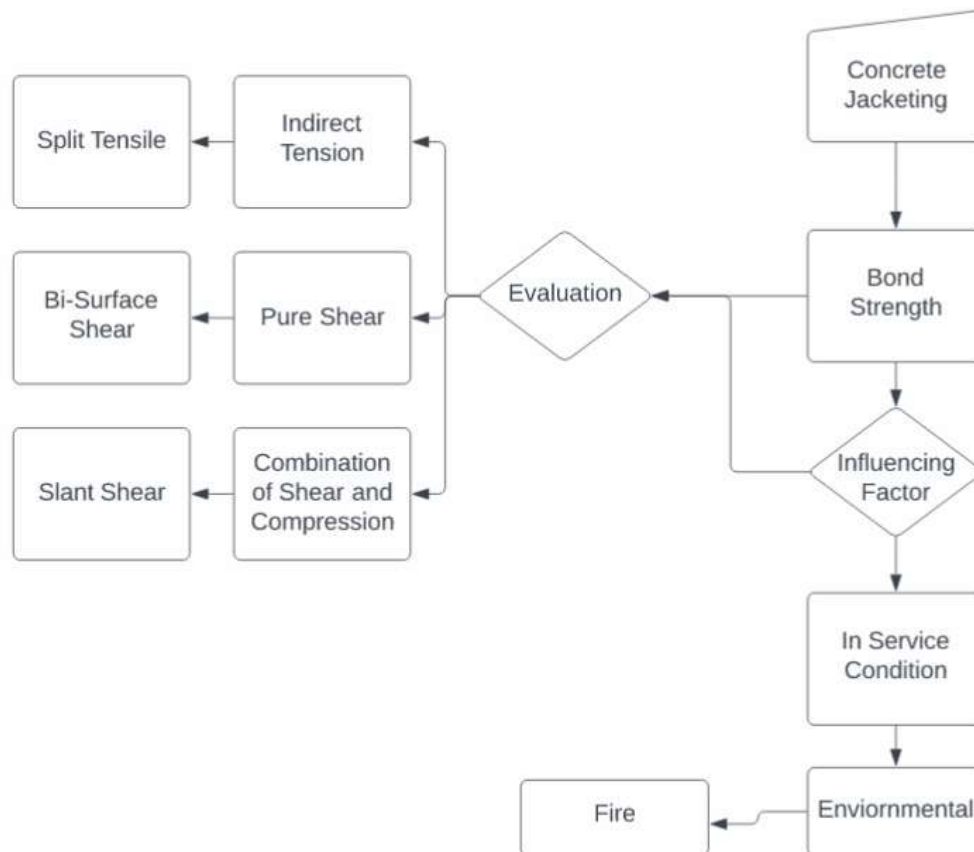 Concrete
Jacketing
Split Tensile
Indirect
Tension
Bi-Surface
Shear
Pure Shear
Evaluation
Bond
Strength
Slant Shear
Combination
of Shear and
Compression
Influencing
Factor
In Service
Condition
Fire
Enviornmental